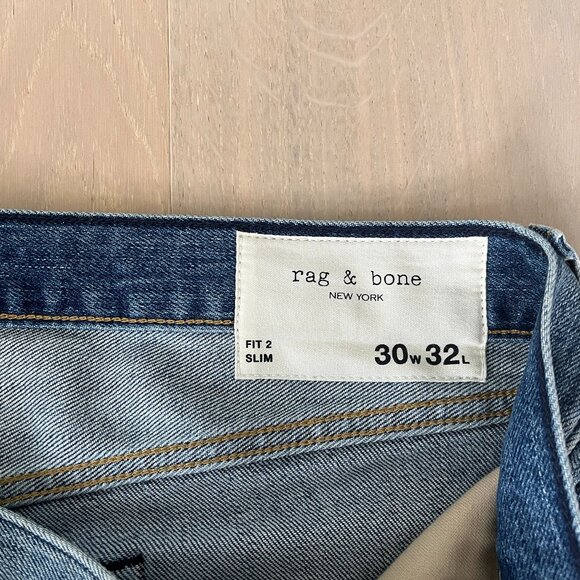 rag & bone
NEW YORK
FIT 2
SLIM
30W 32L